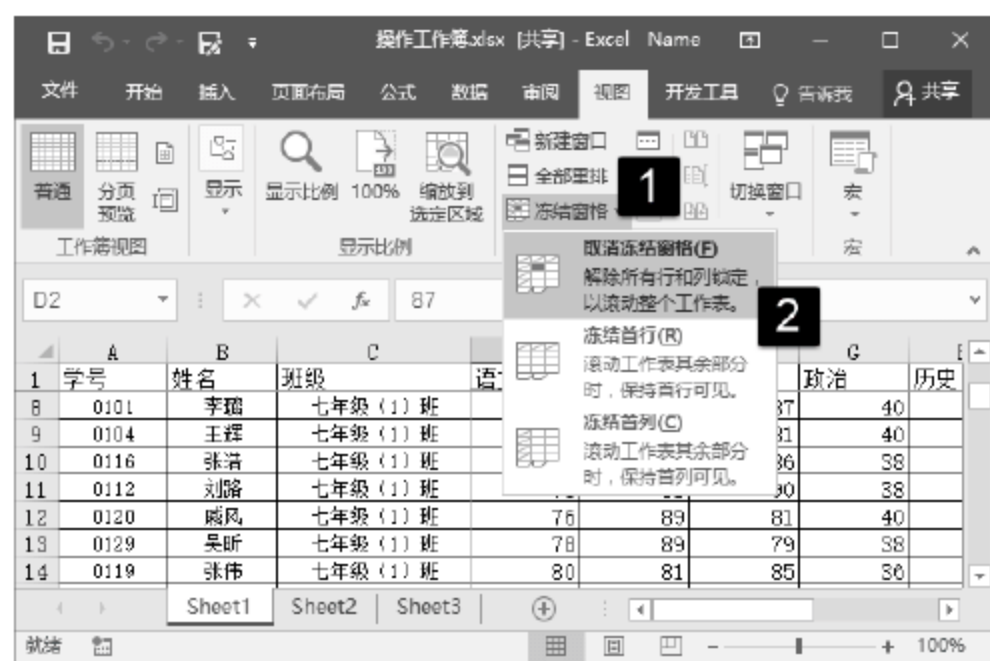 操作工作簿.xlsx [共享] - Excel Name
文件 开始 插入 页面布局 公式 数据 审阅 视图 开发工具 告诉我 共享
普通
分页
预览
显示
显示比例
100%
缩放到
选定区域
新建窗口
全部重排
冻结窗格
切换窗口
宏
工作簿视图
显示比例
宏
1
取消冻结窗格(F)
解除所有行和列锁定，
以滚动整个工作表。
2
冻结首行(R)
滚动工作表其余部分
时，保持首行可见。
冻结首列(C)
滚动工作表其余部分
时，保持首列可见。
D2 fx 87
A B C G
1 学号 姓名 班级 语 政治 历史
8 0101 李璐 七年级（1）班 37 40
9 0104 王辉 七年级（1）班 31 40
10 0116 张浩 七年级（1）班 36 38
11 0112 刘路 七年级（1）班 90 38
12 0120 戚风 七年级（1）班 76 89 81 40
13 0129 吴昕 七年级（1）班 78 89 79 38
14 0119 张伟 七年级（1）班 80 81 85 36
Sheet1 Sheet2 Sheet3
就绪 100%